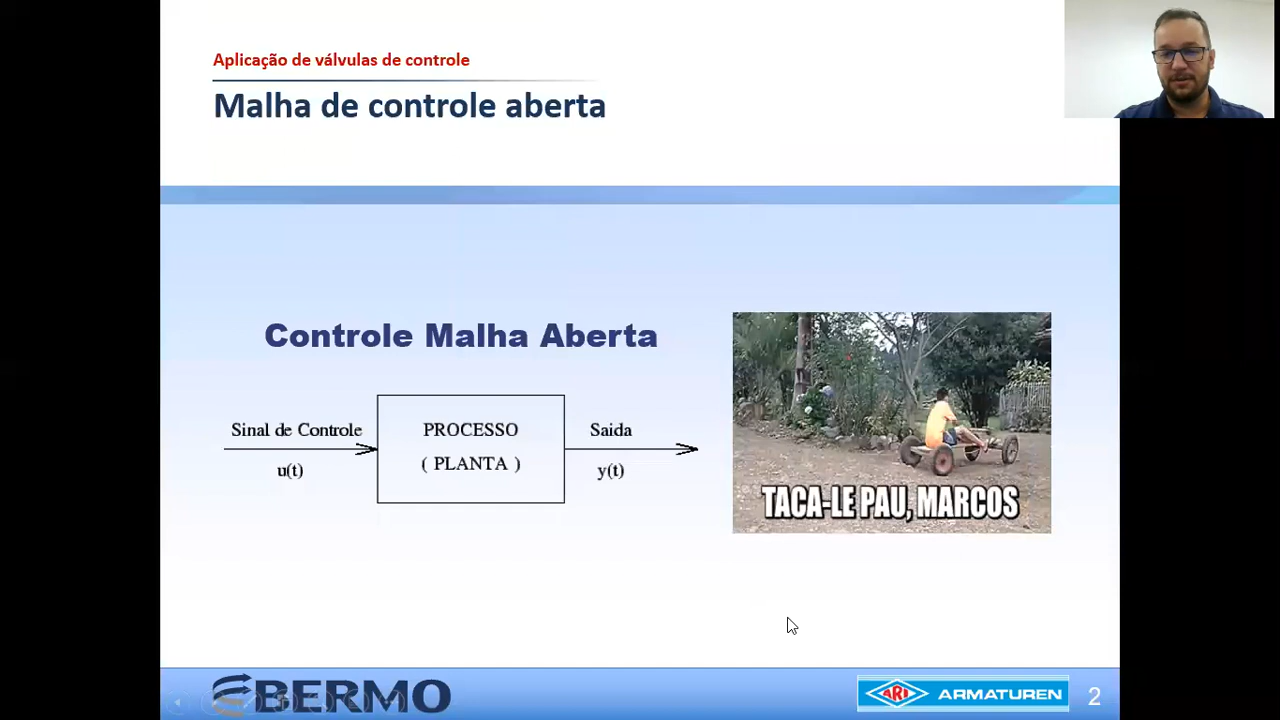 Aplicação de válvulas de controle
Malha de controle aberta
Controle Malha Aberta
Sinal de Controle
u(t)
PROCESSO
( PLANTA )
Saida
y(t)
TACA-LE PAU, MARCOS
BERMO
ARI ARMATUREN
2